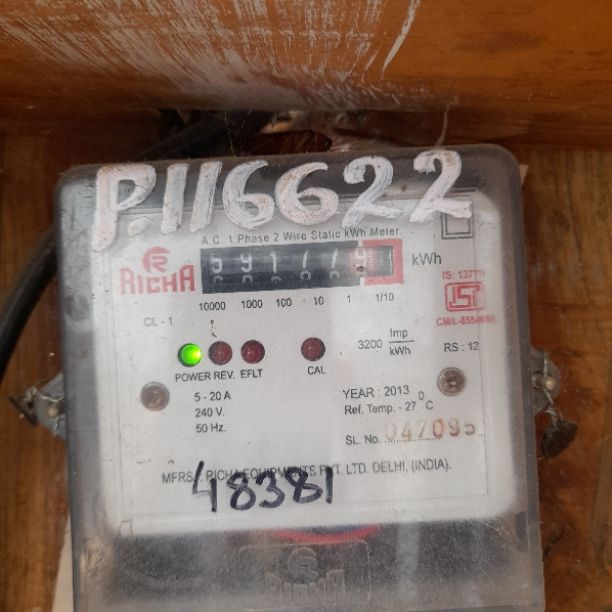 P.116622
A.C. 1 Phase 2 Wire Static kWh Meter.
RICHA
kWh
10000 1000 100 10 1 1/10
CL - 1
3200 Imp/kWh
RS : 12
POWER REV. EFLT
CAL
5 - 20 A
240 V.
50 Hz.
YEAR : 2013
Ref. Temp. - 27 °C
SL. No. 047095
MFRS. RICHA EQUIPMENTS PVT. LTD. DELHI, (INDIA).
48381
RICHA